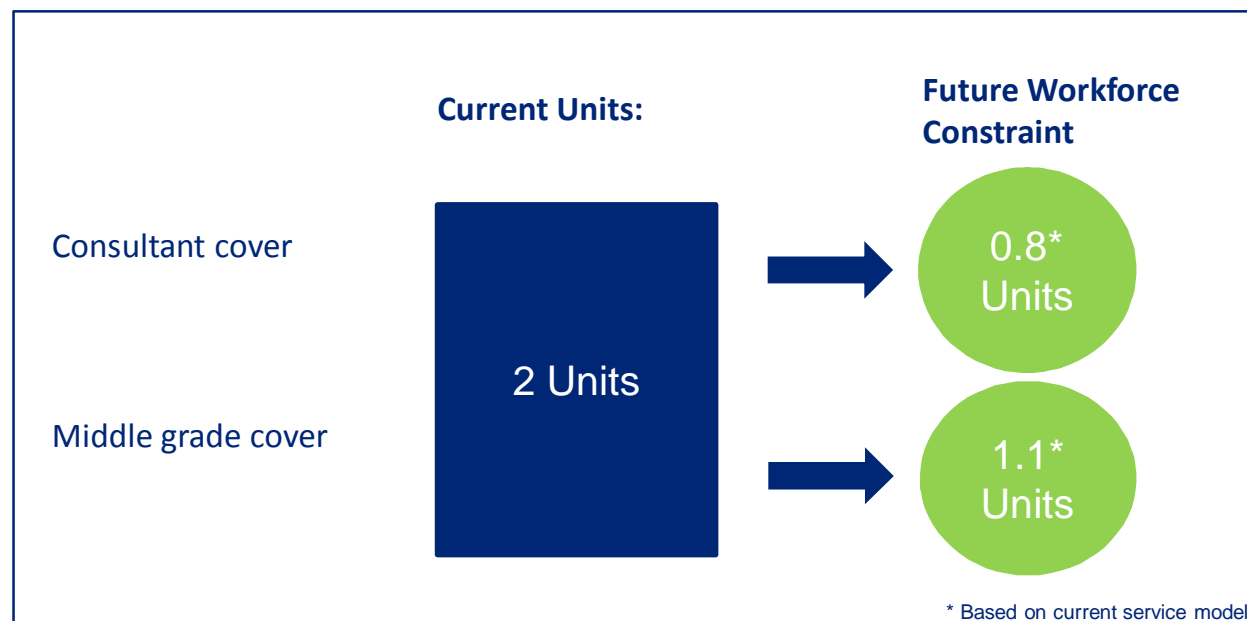 Current Units:
Future Workforce
Constraint
Consultant cover
2 Units
0.8*
Units
Middle grade cover
1.1*
Units
* Based on current service model